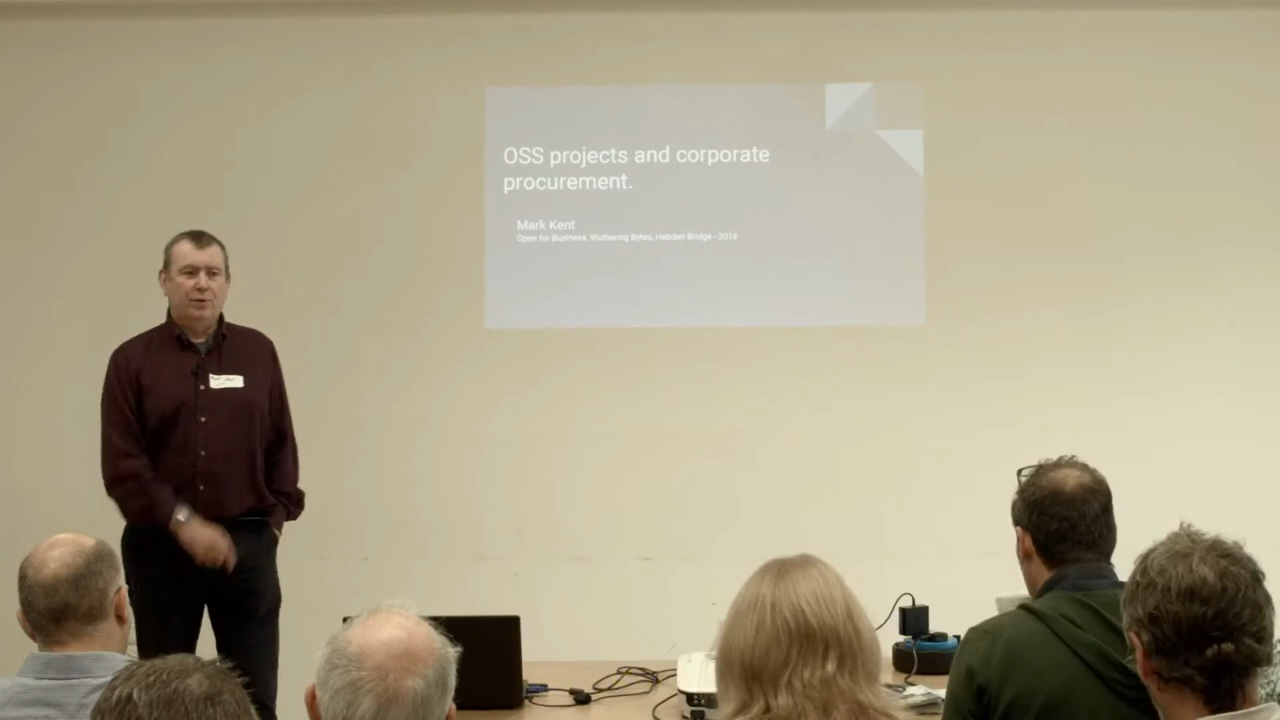 OSS projects and corporate
procurement.
Mark Kent
Open for Business, Wuthering Bytes, Hebden Bridge - 2016